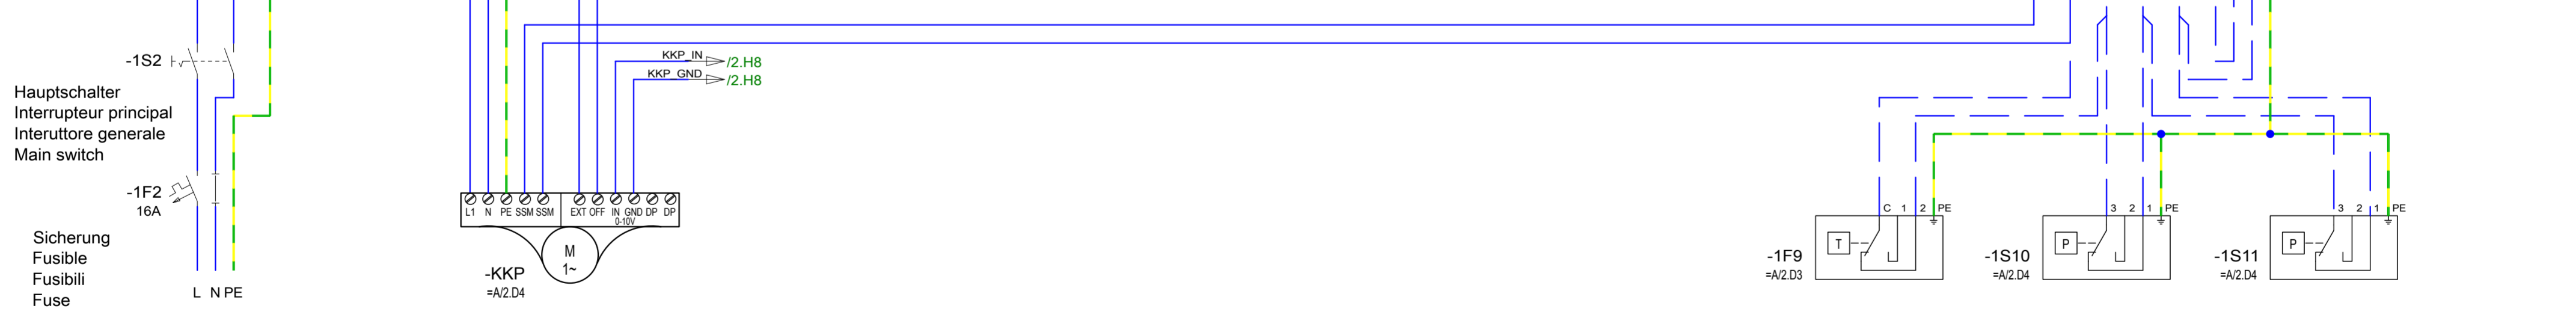 -1S2
Hauptschalter
Interrupteur principal
Interuttore generale
Main switch
-1F2
16A
Sicherung
Fusible
Fusibili
Fuse
L N PE
KKP_IN /2.H8
KKP_GND /2.H8
L1 N PE SSM SSM EXT OFF IN GND DP DP
0-10V
M
1~
-KKP
=A/2.D4
C 1 2 PE
T
-1F9
=A/2.D3
3 2 1 PE
P
-1S10
=A/2.D4
3 2 1 PE
P
-1S11
=A/2.D4